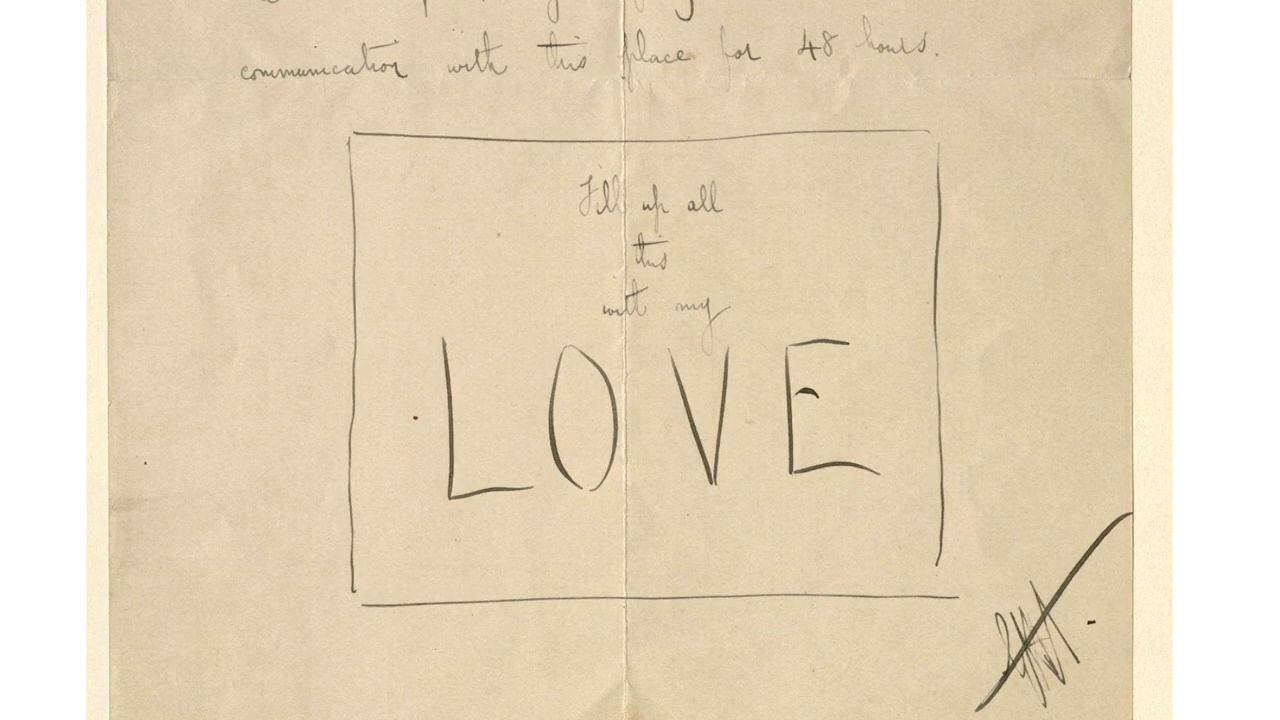 communication with this place for 48 hours.
Fill up all
this
with my
LOVE